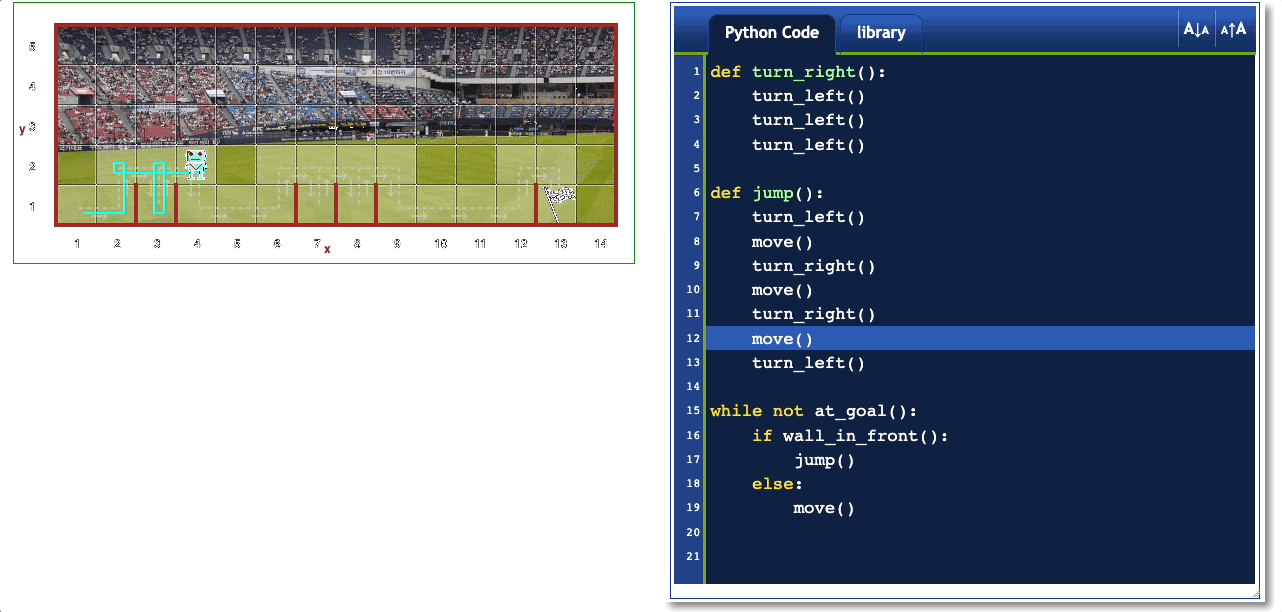 5
4
y 3
2
1
1 2 3 4 5 6 7 8 9 10 11 12 13 14
x
Python Code library A↓A A↑A
1 def turn_right():
2 turn_left()
3 turn_left()
4 turn_left()
5
6 def jump():
7 turn_left()
8 move()
9 turn_right()
10 move()
11 turn_right()
12 move()
13 turn_left()
14
15 while not at_goal():
16 if wall_in_front():
17 jump()
18 else:
19 move()
20
21